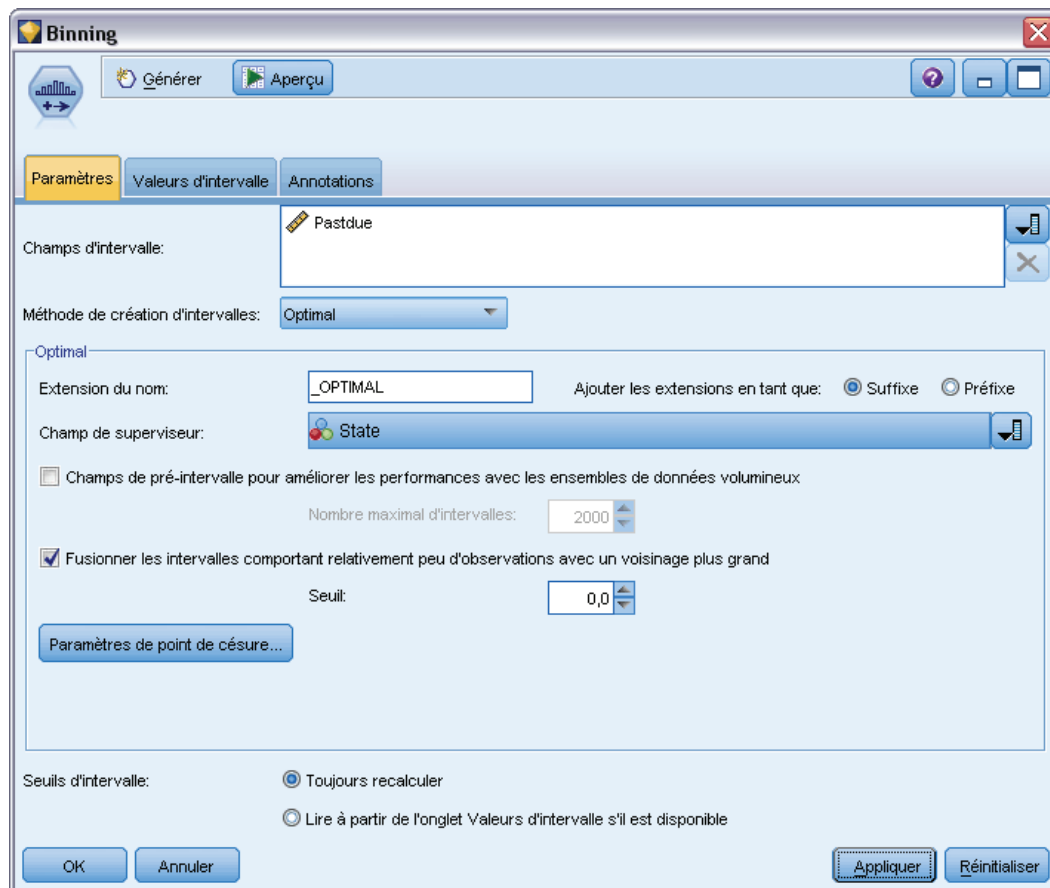 Binning
Générer Aperçu
Paramètres Valeurs d'intervalle Annotations
Champs d'intervalle: Pastdue
Méthode de création d'intervalles: Optimal
Optimal
Extension du nom: _OPTIMAL Ajouter les extensions en tant que: Suffixe Préfixe
Champ de superviseur: State
Champs de pré-intervalle pour améliorer les performances avec les ensembles de données volumineux
Nombre maximal d'intervalles: 2000
Fusionner les intervalles comportant relativement peu d'observations avec un voisinage plus grand
Seuil: 0,0
Paramètres de point de césure...
Seuils d'intervalle: Toujours recalculer
Lire à partir de l'onglet Valeurs d'intervalle s'il est disponible
OK Annuler Appliquer Réinitialiser